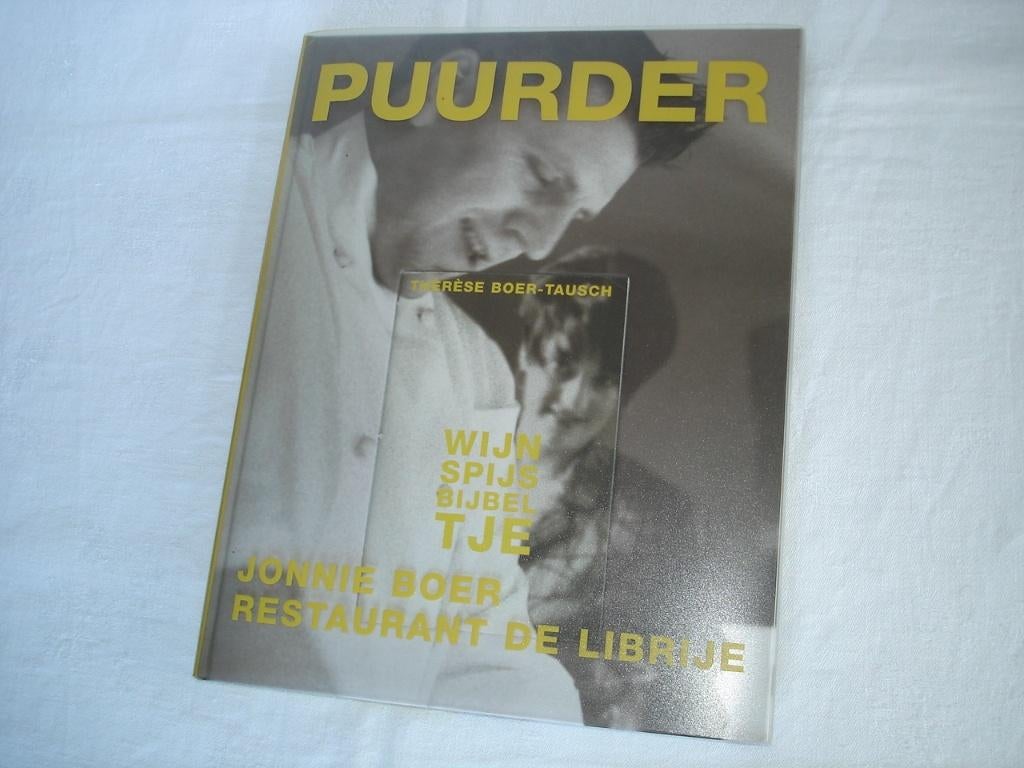 PUURDER
THERÈSE BOER-TAUSCH
WIJN
SPIJS
BIJBEL
TJE
JONNIE BOER
RESTAURANT DE LIBRIJE